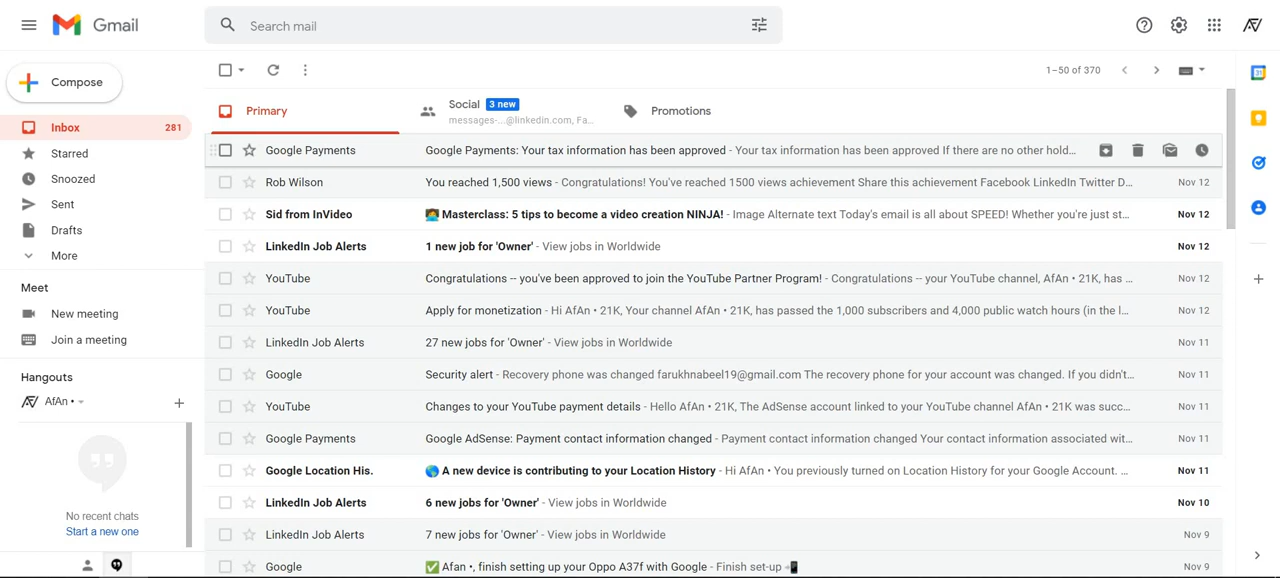 Gmail
Search mail
Compose
1–50 of 370
Inbox 281
Starred
Snoozed
Sent
Drafts
More
Meet
New meeting
Join a meeting
Hangouts
AfAn •
No recent chats
Start a new one
Primary
Social 3 new
messages-...@linkedin.com, Fa...
Promotions
Google Payments Google Payments: Your tax information has been approved - Your tax information has been approved If there are no other hold...
Rob Wilson You reached 1,500 views - Congratulations! You've reached 1500 views achievement Share this achievement Facebook LinkedIn Twitter D... Nov 12
Sid from InVideo 🧑‍💻 Masterclass: 5 tips to become a video creation NINJA! - Image Alternate text Today's email is all about SPEED! Whether you're just st... Nov 12
LinkedIn Job Alerts 1 new job for 'Owner' - View jobs in Worldwide Nov 12
YouTube Congratulations -- you've been approved to join the YouTube Partner Program! - Congratulations -- your YouTube channel, AfAn • 21K, has ... Nov 12
YouTube Apply for monetization - Hi AfAn • 21K, Your channel AfAn • 21K, has passed the 1,000 subscribers and 4,000 public watch hours (in the l... Nov 12
LinkedIn Job Alerts 27 new jobs for 'Owner' - View jobs in Worldwide Nov 11
Google Security alert - Recovery phone was changed farukhnabeel19@gmail.com The recovery phone for your account was changed. If you didn't... Nov 11
YouTube Changes to your YouTube payment details - Hello AfAn • 21K, The AdSense account linked to your YouTube channel AfAn • 21K was succ... Nov 11
Google Payments Google AdSense: Payment contact information changed - Payment contact information changed Your contact information associated wit... Nov 11
Google Location His. 🌎 A new device is contributing to your Location History - Hi AfAn • You previously turned on Location History for your Google Account. ... Nov 11
LinkedIn Job Alerts 6 new jobs for 'Owner' - View jobs in Worldwide Nov 10
LinkedIn Job Alerts 7 new jobs for 'Owner' - View jobs in Worldwide Nov 9
Google ✅ Afan •, finish setting up your Oppo A37f with Google - Finish set-up 📲 Nov 9
31